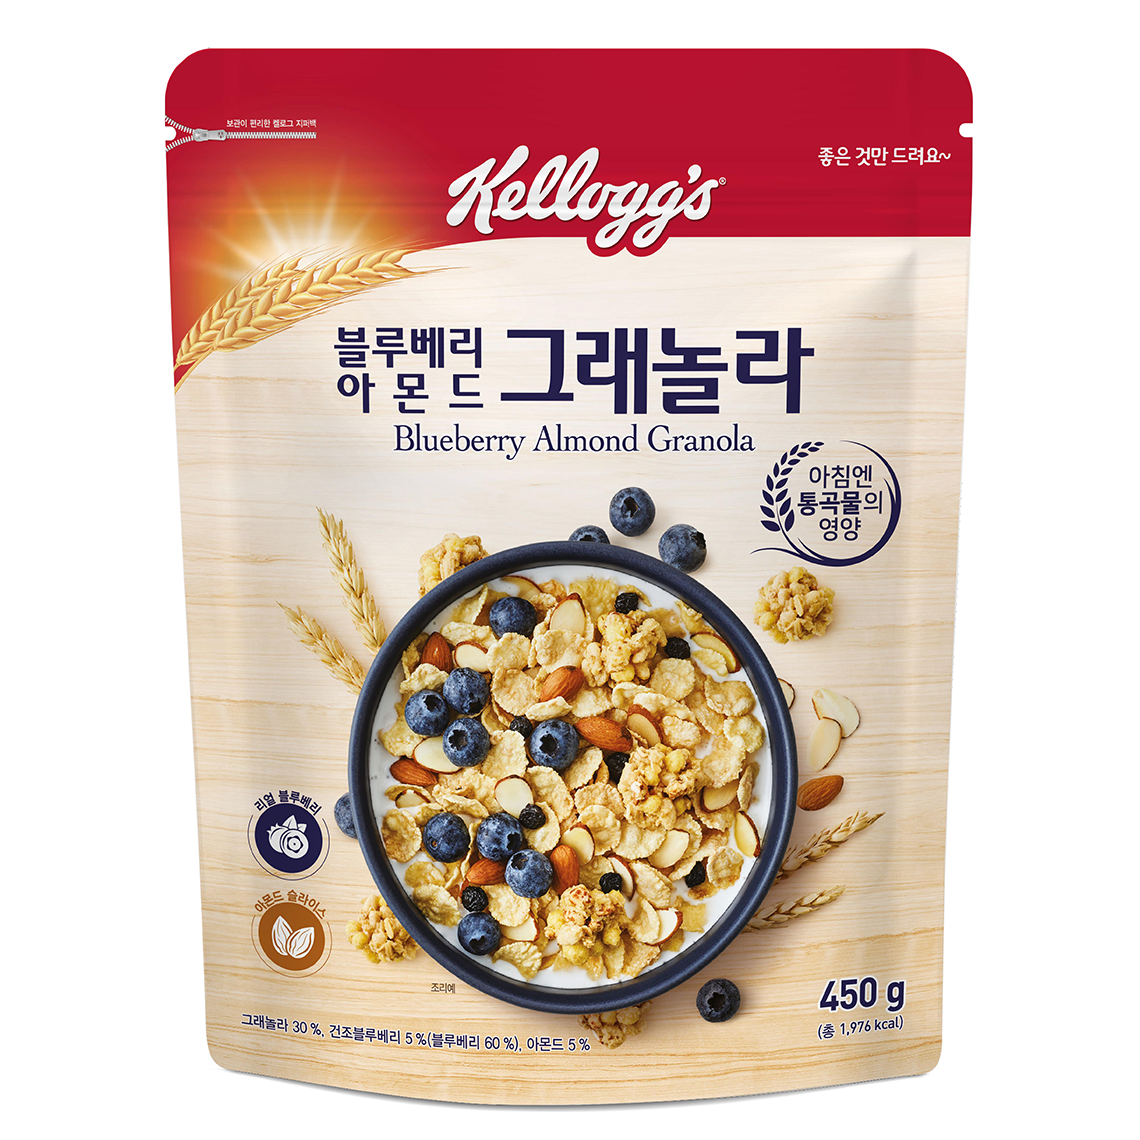 보관이 편리한 켈로그 지퍼백
좋은 것만 드려요~
Kellogg's®
블루베리
아몬드
그래놀라
Blueberry Almond Granola
아침엔
통곡물의
영양
리얼 블루베리
아몬드 슬라이스
조리예
450 g
(총 1,976 kcal)
그래놀라 30 %, 건조블루베리 5 %(블루베리 60 %), 아몬드 5 %